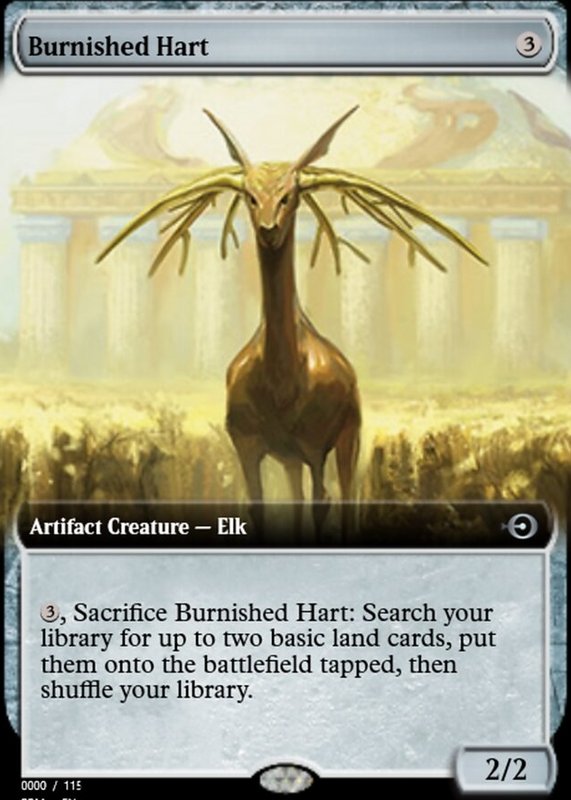 Burnished Hart 3
Artifact Creature — Elk
3, Sacrifice Burnished Hart: Search your
library for up to two basic land cards, put
them onto the battlefield tapped, then
shuffle your library.
2/2
0000 / 115